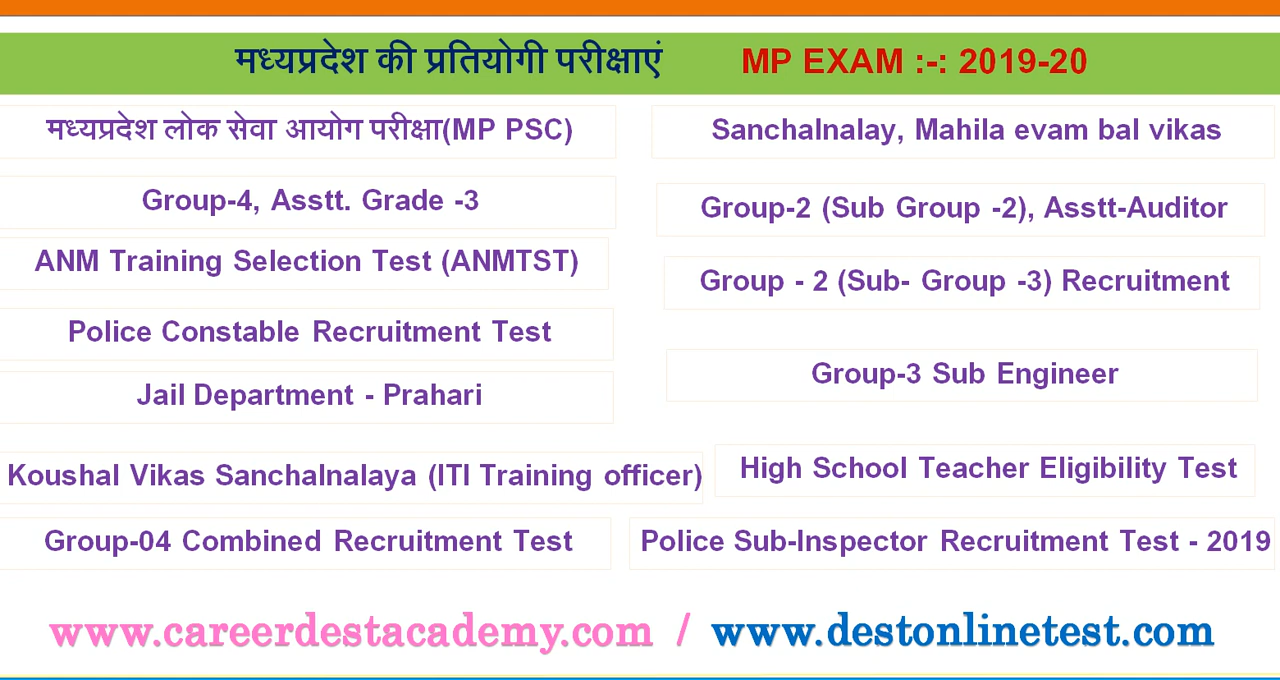 मध्यप्रदेश की प्रतियोगी परीक्षाएं MP EXAM :-: 2019-20
मध्यप्रदेश लोक सेवा आयोग परीक्षा(MP PSC)
Group-4, Asstt. Grade -3
ANM Training Selection Test (ANMTST)
Police Constable Recruitment Test
Jail Department - Prahari
Koushal Vikas Sanchalnalaya (ITI Training officer)
Group-04 Combined Recruitment Test
Sanchalnalay, Mahila evam bal vikas
Group-2 (Sub Group -2), Asstt-Auditor
Group - 2 (Sub- Group -3) Recruitment
Group-3 Sub Engineer
High School Teacher Eligibility Test
Police Sub-Inspector Recruitment Test - 2019
www.careerdestacademy.com / www.destonlinetest.com